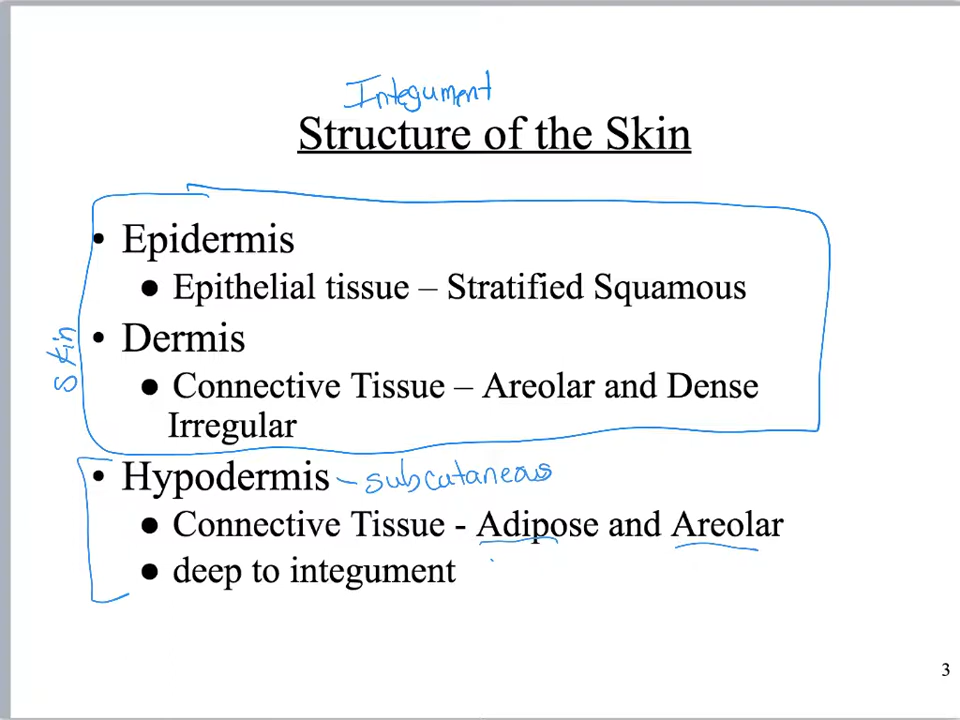 Integument
Structure of the Skin
• Epidermis
● Epithelial tissue – Stratified Squamous
Skin
• Dermis
● Connective Tissue – Areolar and Dense
Irregular
• Hypodermis – subcutaneous
● Connective Tissue - Adipose and Areolar
● deep to integument
3